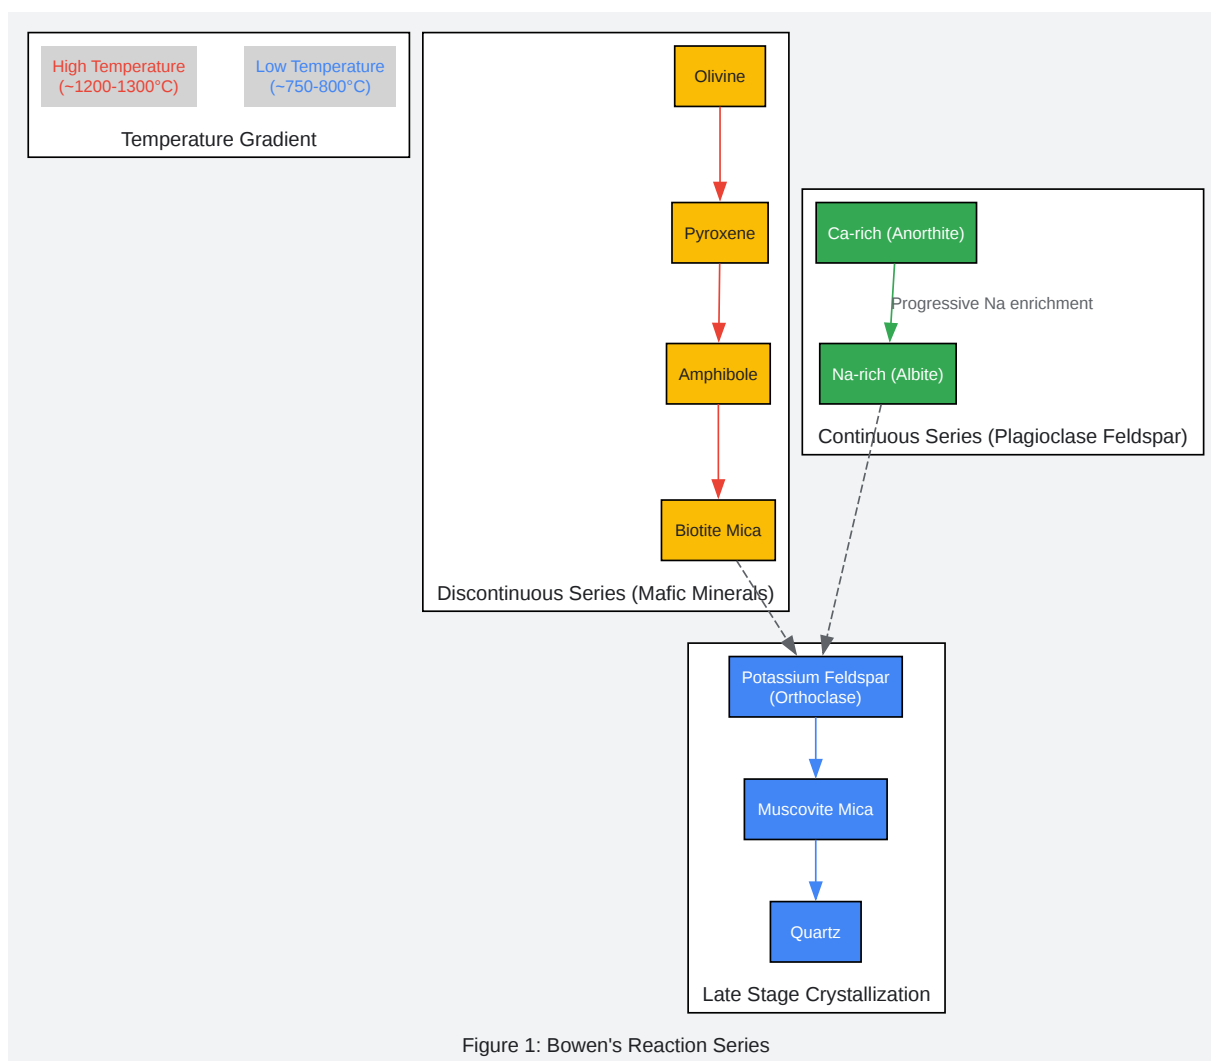 High Temperature
(~1200-1300°C)
Low Temperature
(~750-800°C)
Temperature Gradient
Olivine
Pyroxene
Amphibole
Biotite Mica
Discontinuous Series (Mafic Minerals)
Ca-rich (Anorthite)
Progressive Na enrichment
Na-rich (Albite)
Continuous Series (Plagioclase Feldspar)
Potassium Feldspar
(Orthoclase)
Muscovite Mica
Quartz
Late Stage Crystallization
Figure 1: Bowen's Reaction Series